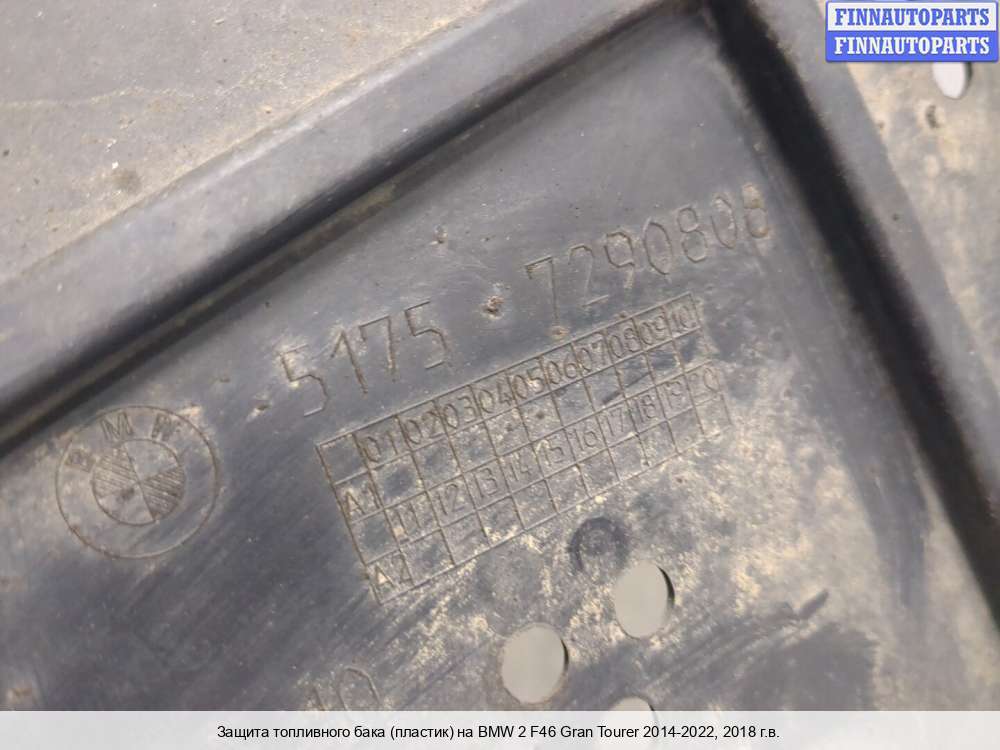 FINNAUTOPARTS
FINNAUTOPARTS
5175 7290808
01 02 03 04 05 06 07 08 09 10
A1
11 12 13 14 15 16 17 18 19 20
A2
BMW
10
Защита топливного бака (пластик) на BMW 2 F46 Gran Tourer 2014-2022, 2018 г.в.